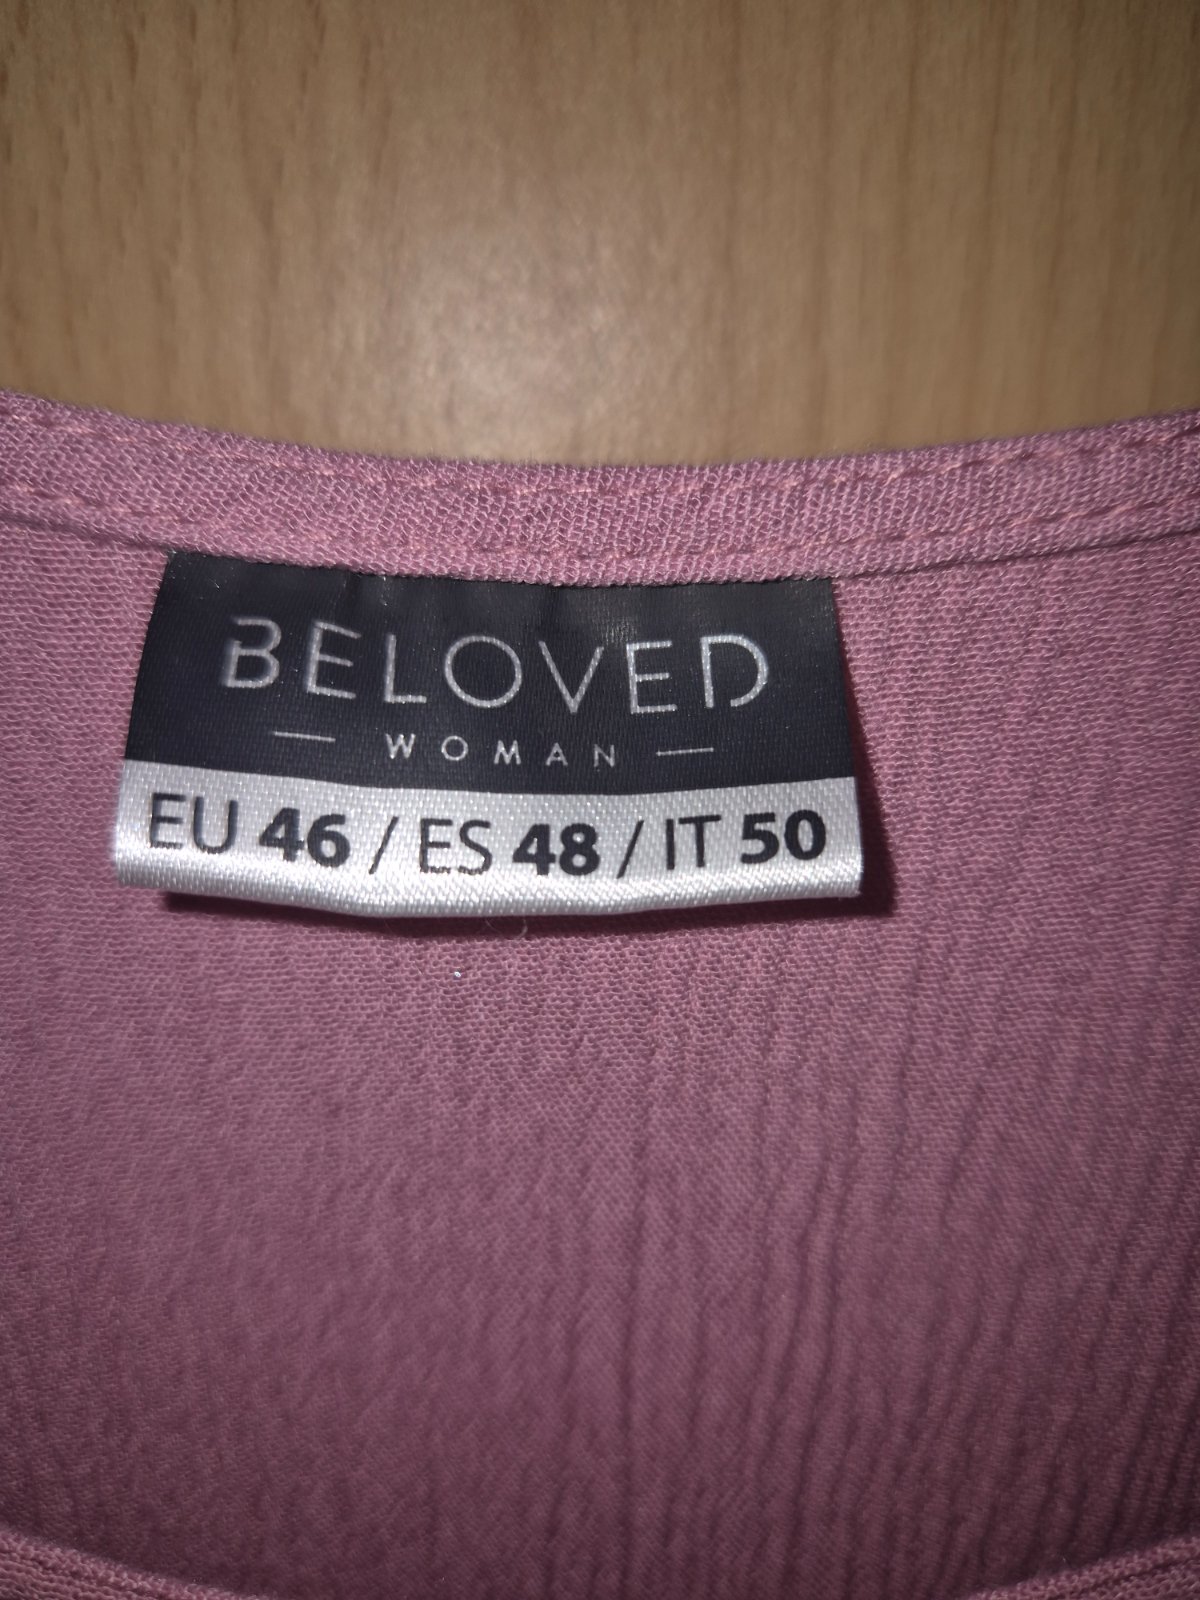 BELOVED
— WOMAN —
EU 46 / ES 48 / IT 50